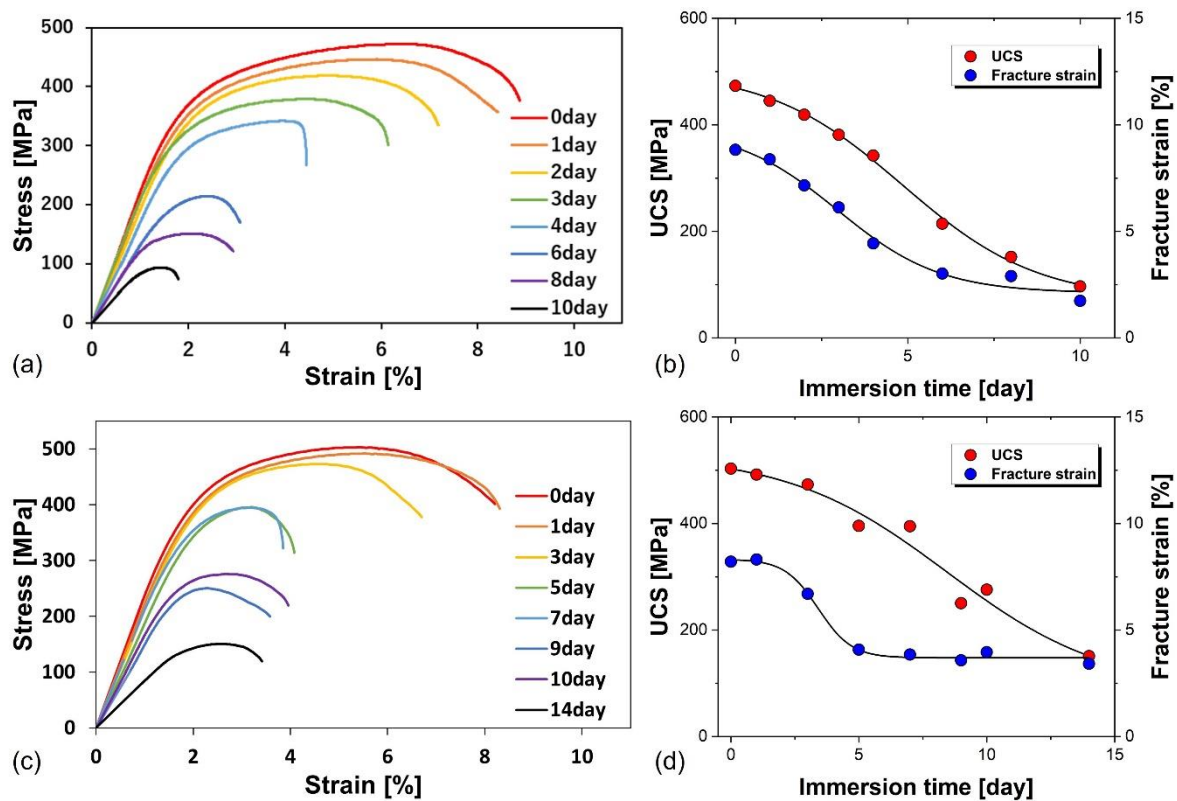 500
400
300
200
100
0
Stress [MPa]
0
2
4
6
8
10
Strain [%]
0day
1day
2day
3day
4day
6day
8day
10day
(a)
600
400
200
0
UCS [MPa]
15
10
5
0
Fracture strain [%]
UCS
Fracture strain
0
5
10
Immersion time [day]
(b)
500
400
300
200
100
0
Stress [MPa]
0
2
4
6
8
10
Strain [%]
0day
1day
3day
5day
7day
9day
10day
14day
(c)
600
400
200
0
UCS [MPa]
15
10
5
0
Fracture strain [%]
UCS
Fracture strain
0
5
10
Immersion time [day]
(d)